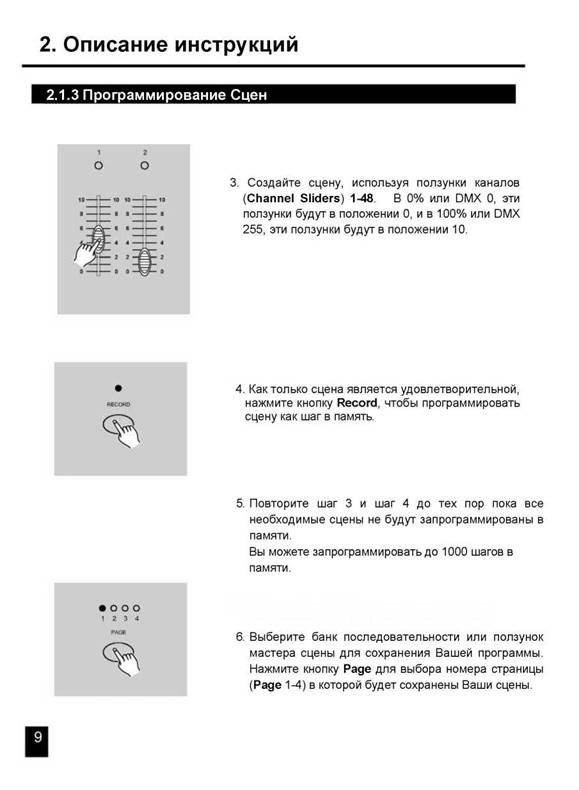 2. Описание инструкций
2.1.3 Программирование Сцен
1 2
10 10 10 10
8 8 8 8
6 6 6 6
4 4 4 4
2 2 2 2
0 0 0 0
3. Создайте сцену, используя ползунки каналов
(Channel Sliders) 1-48. В 0% или DMX 0, эти
ползунки будут в положении 0, и в 100% или DMX
255, эти ползунки будут в положении 10.
RECORD
4. Как только сцена является удовлетворительной,
нажмите кнопку Record, чтобы программировать
сцену как шаг в память.
5. Повторите шаг 3 и шаг 4 до тех пор пока все
необходимые сцены не будут запрограммированы в
памяти.
Вы можете запрограммировать до 1000 шагов в
памяти.
1 2 3 4
PAGE
6. Выберите банк последовательности или ползунок
мастера сцены для сохранения Вашей программы.
Нажмите кнопку Page для выбора номера страницы
(Page 1-4) в которой будет сохранены Ваши сцены.
9